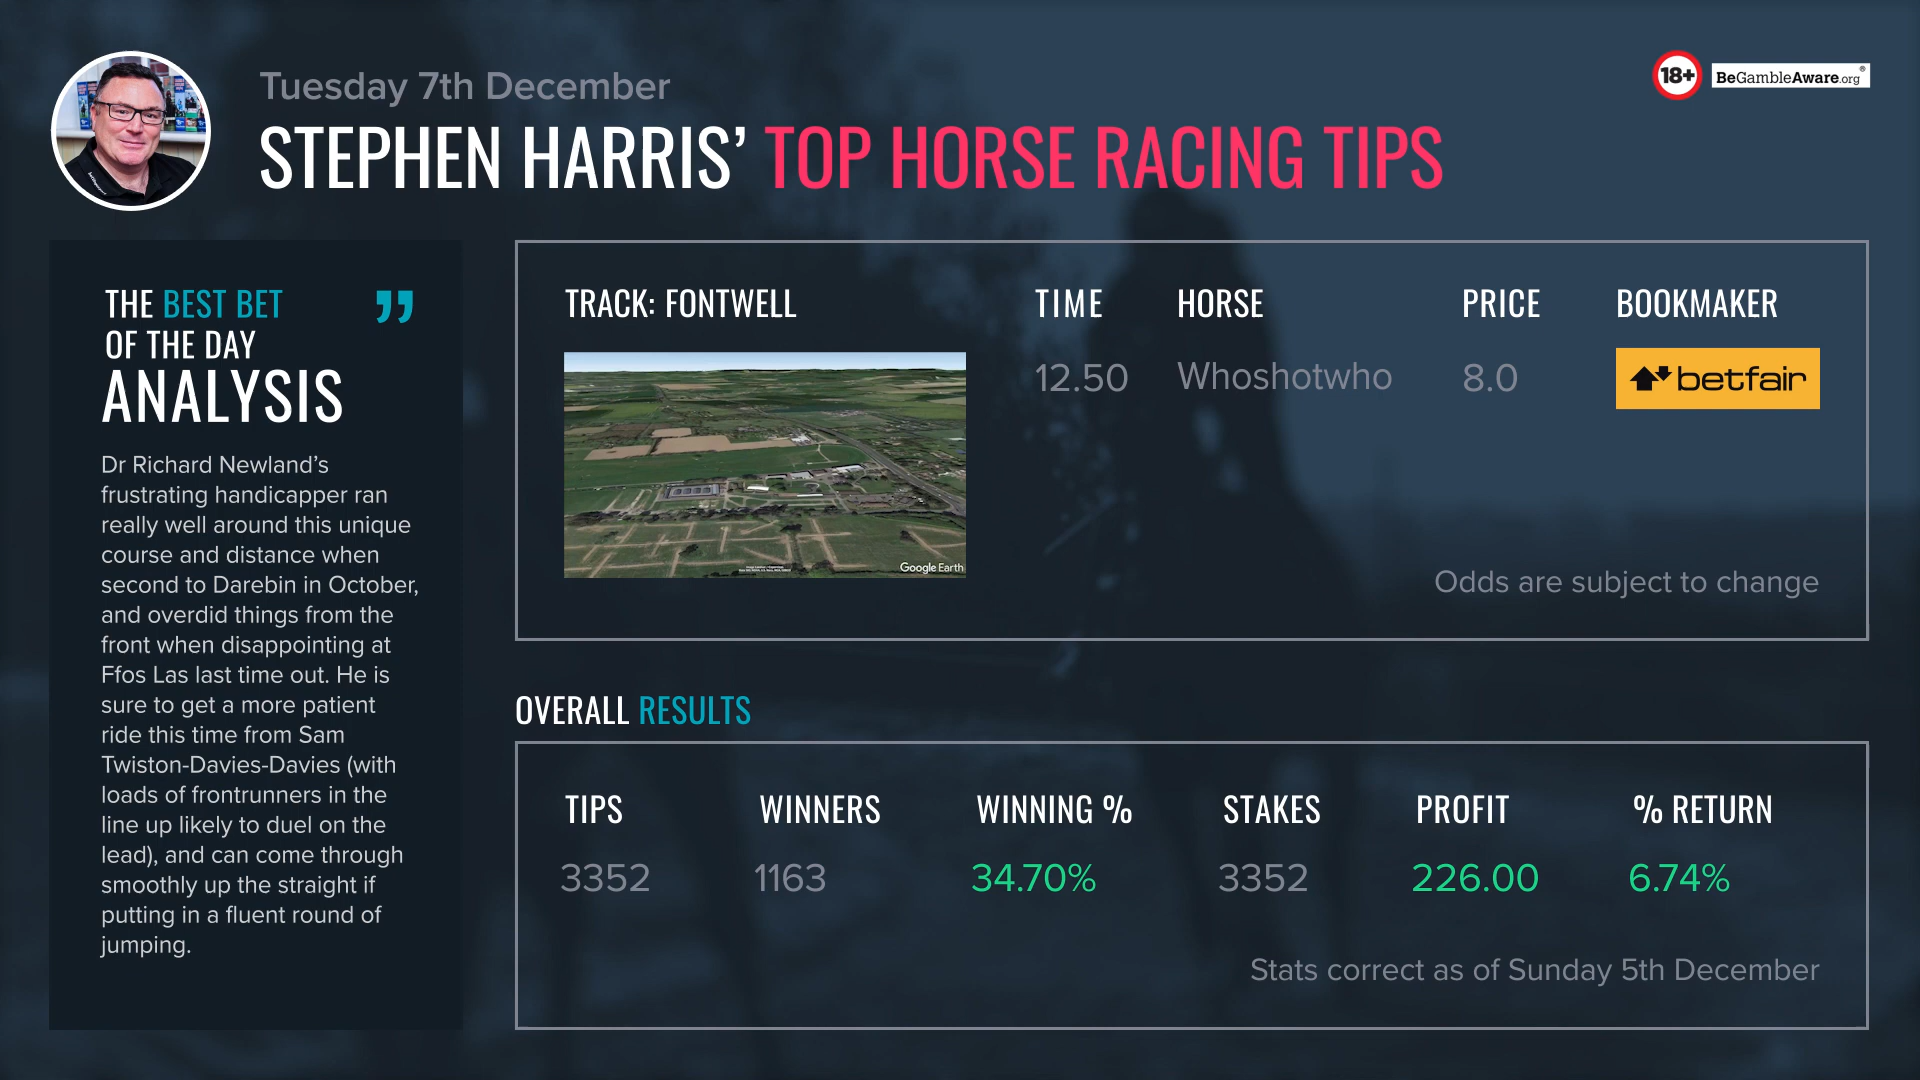 Tuesday 7th December
STEPHEN HARRIS’ TOP HORSE RACING TIPS
18+
BeGambleAware.org®
THE BEST BET
OF THE DAY
ANALYSIS
”
Dr Richard Newland’s
frustrating handicapper ran
really well around this unique
course and distance when
second to Darebin in October,
and overdid things from the
front when disappointing at
Ffos Las last time out. He is
sure to get a more patient
ride this time from Sam
Twiston-Davies-Davies (with
loads of frontrunners in the
line up likely to duel on the
lead), and can come through
smoothly up the straight if
putting in a fluent round of
jumping.
TRACK: FONTWELL
TIME HORSE PRICE BOOKMAKER
12.50 Whoshotwho 8.0 betfair
Google Earth
Odds are subject to change
OVERALL RESULTS
TIPS WINNERS WINNING % STAKES PROFIT % RETURN
3352 1163 34.70% 3352 226.00 6.74%
Stats correct as of Sunday 5th December